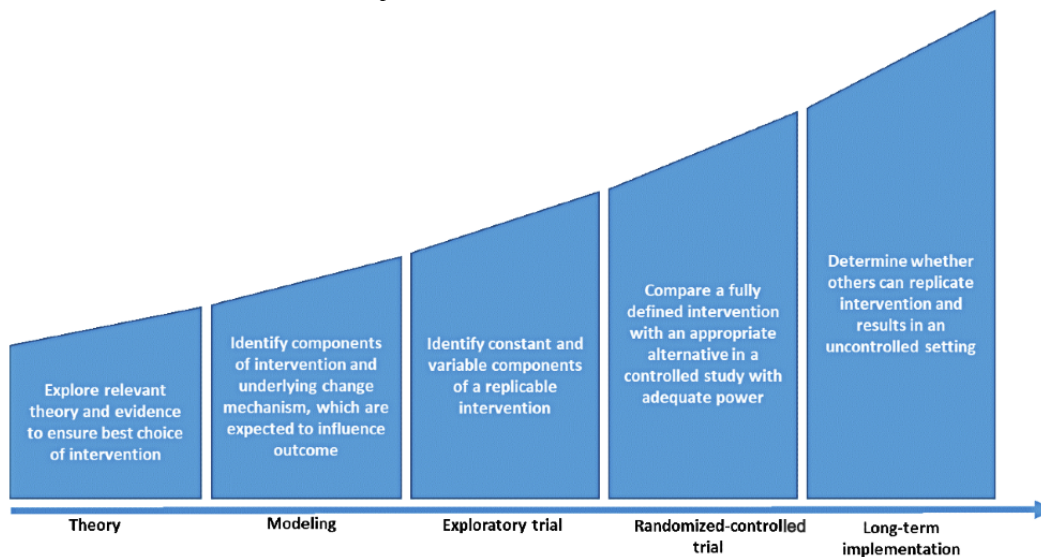 Explore relevant
theory and evidence
to ensure best choice
of intervention
Identify components
of intervention and
underlying change
mechanism, which are
expected to influence
outcome
Identify constant and
variable components
of a replicable
intervention
Compare a fully
defined intervention
with an appropriate
alternative in a
controlled study with
adequate power
Determine whether
others can replicate
intervention and
results in an
uncontrolled setting
Theory
Modeling
Exploratory trial
Randomized-controlled
trial
Long-term
implementation